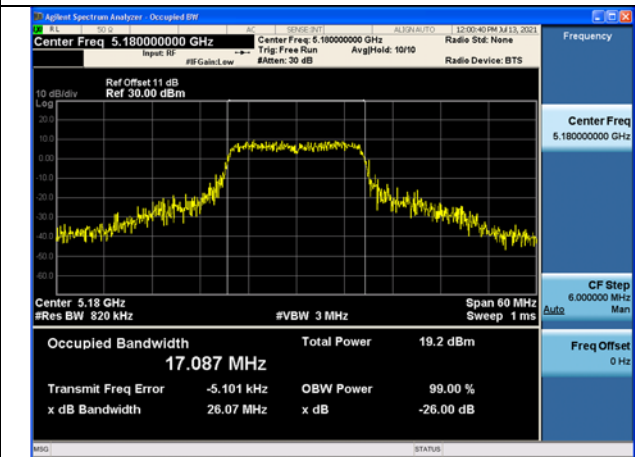 Agilent Spectrum Analyzer - Occupied BW
RL 50 Ω AC SENSE:INT ALIGN AUTO 12:00:40 PM Jul 13, 2021
Center Freq 5.180000000 GHz Center Freq: 5.180000000 GHz Radio Std: None
Input: RF Trig: Free Run Avg|Hold: 10/10
#IFGain:Low #Atten: 30 dB Radio Device: BTS
Frequency
Ref Offset 11 dB
10 dB/div Ref 30.00 dBm
Log
20.0
10.0
0.00
-10.0
-20.0
-30.0
-40.0
-50.0
-60.0
Center Freq
5.180000000 GHz
Center 5.18 GHz Span 60 MHz
#Res BW 820 kHz #VBW 3 MHz Sweep 1 ms
CF Step
6.000000 MHz
Auto Man
Occupied Bandwidth Total Power 19.2 dBm
17.087 MHz
Transmit Freq Error -5.101 kHz OBW Power 99.00 %
x dB Bandwidth 26.07 MHz x dB -26.00 dB
Freq Offset
0 Hz
MSG STATUS